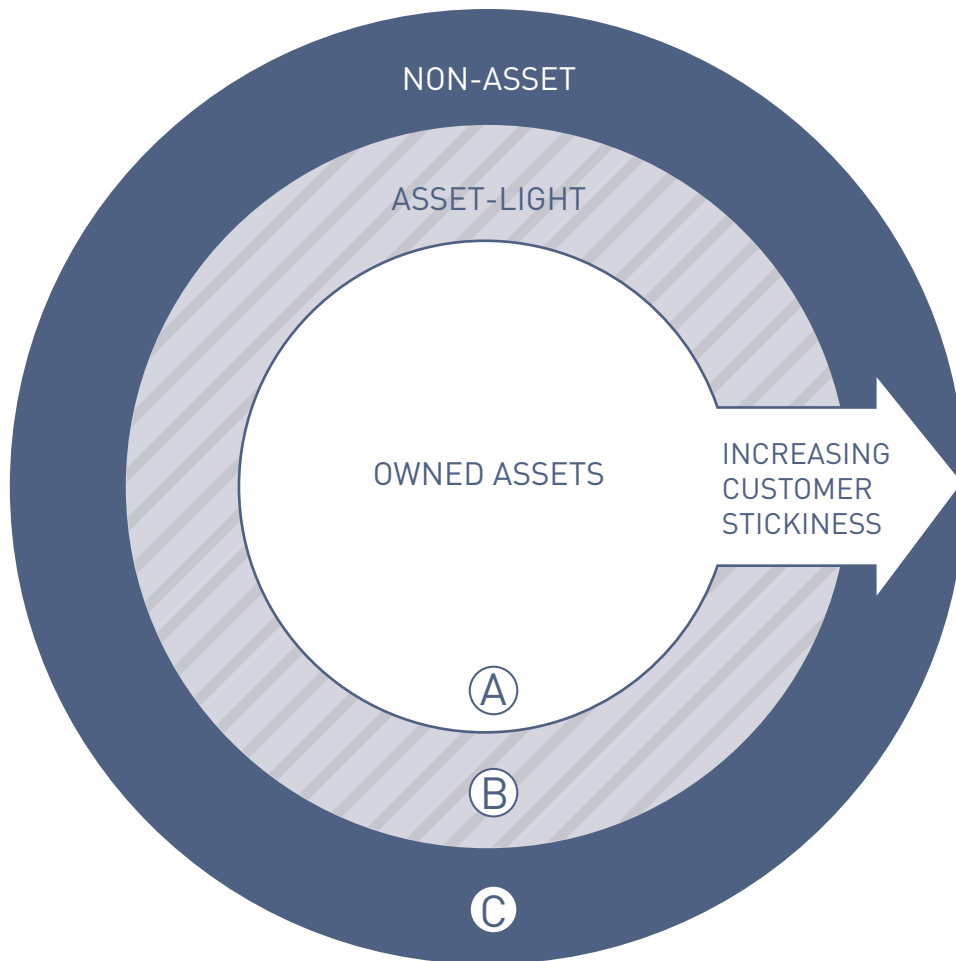 NON-ASSET
ASSET-LIGHT
OWNED ASSETS
INCREASING
CUSTOMER
STICKINESS
A
B
C